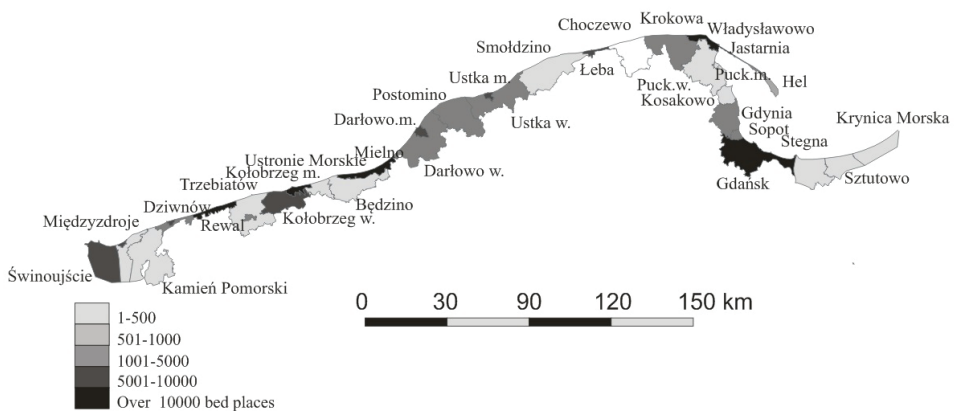 Choczewo
Krokowa
Władysławowo
Jastarnia
Smołdzino
Łeba
Puck.m.
Puck.w.
Hel
Ustka m.
Kosakowo
Postomino
Gdynia
Krynica Morska
Darłowo.m.
Ustka w.
Sopot
Stegna
Mielno
Ustronie Morskie
Darłowo w.
Kołobrzeg m.
Gdańsk
Sztutowo
Trzebiatów
Będzino
Dziwnów
Kołobrzeg w.
Międzyzdroje
Rewal
Świnoujście
Kamień Pomorski
0 30 90 120 150 km
1-500
501-1000
1001-5000
5001-10000
Over 10000 bed places